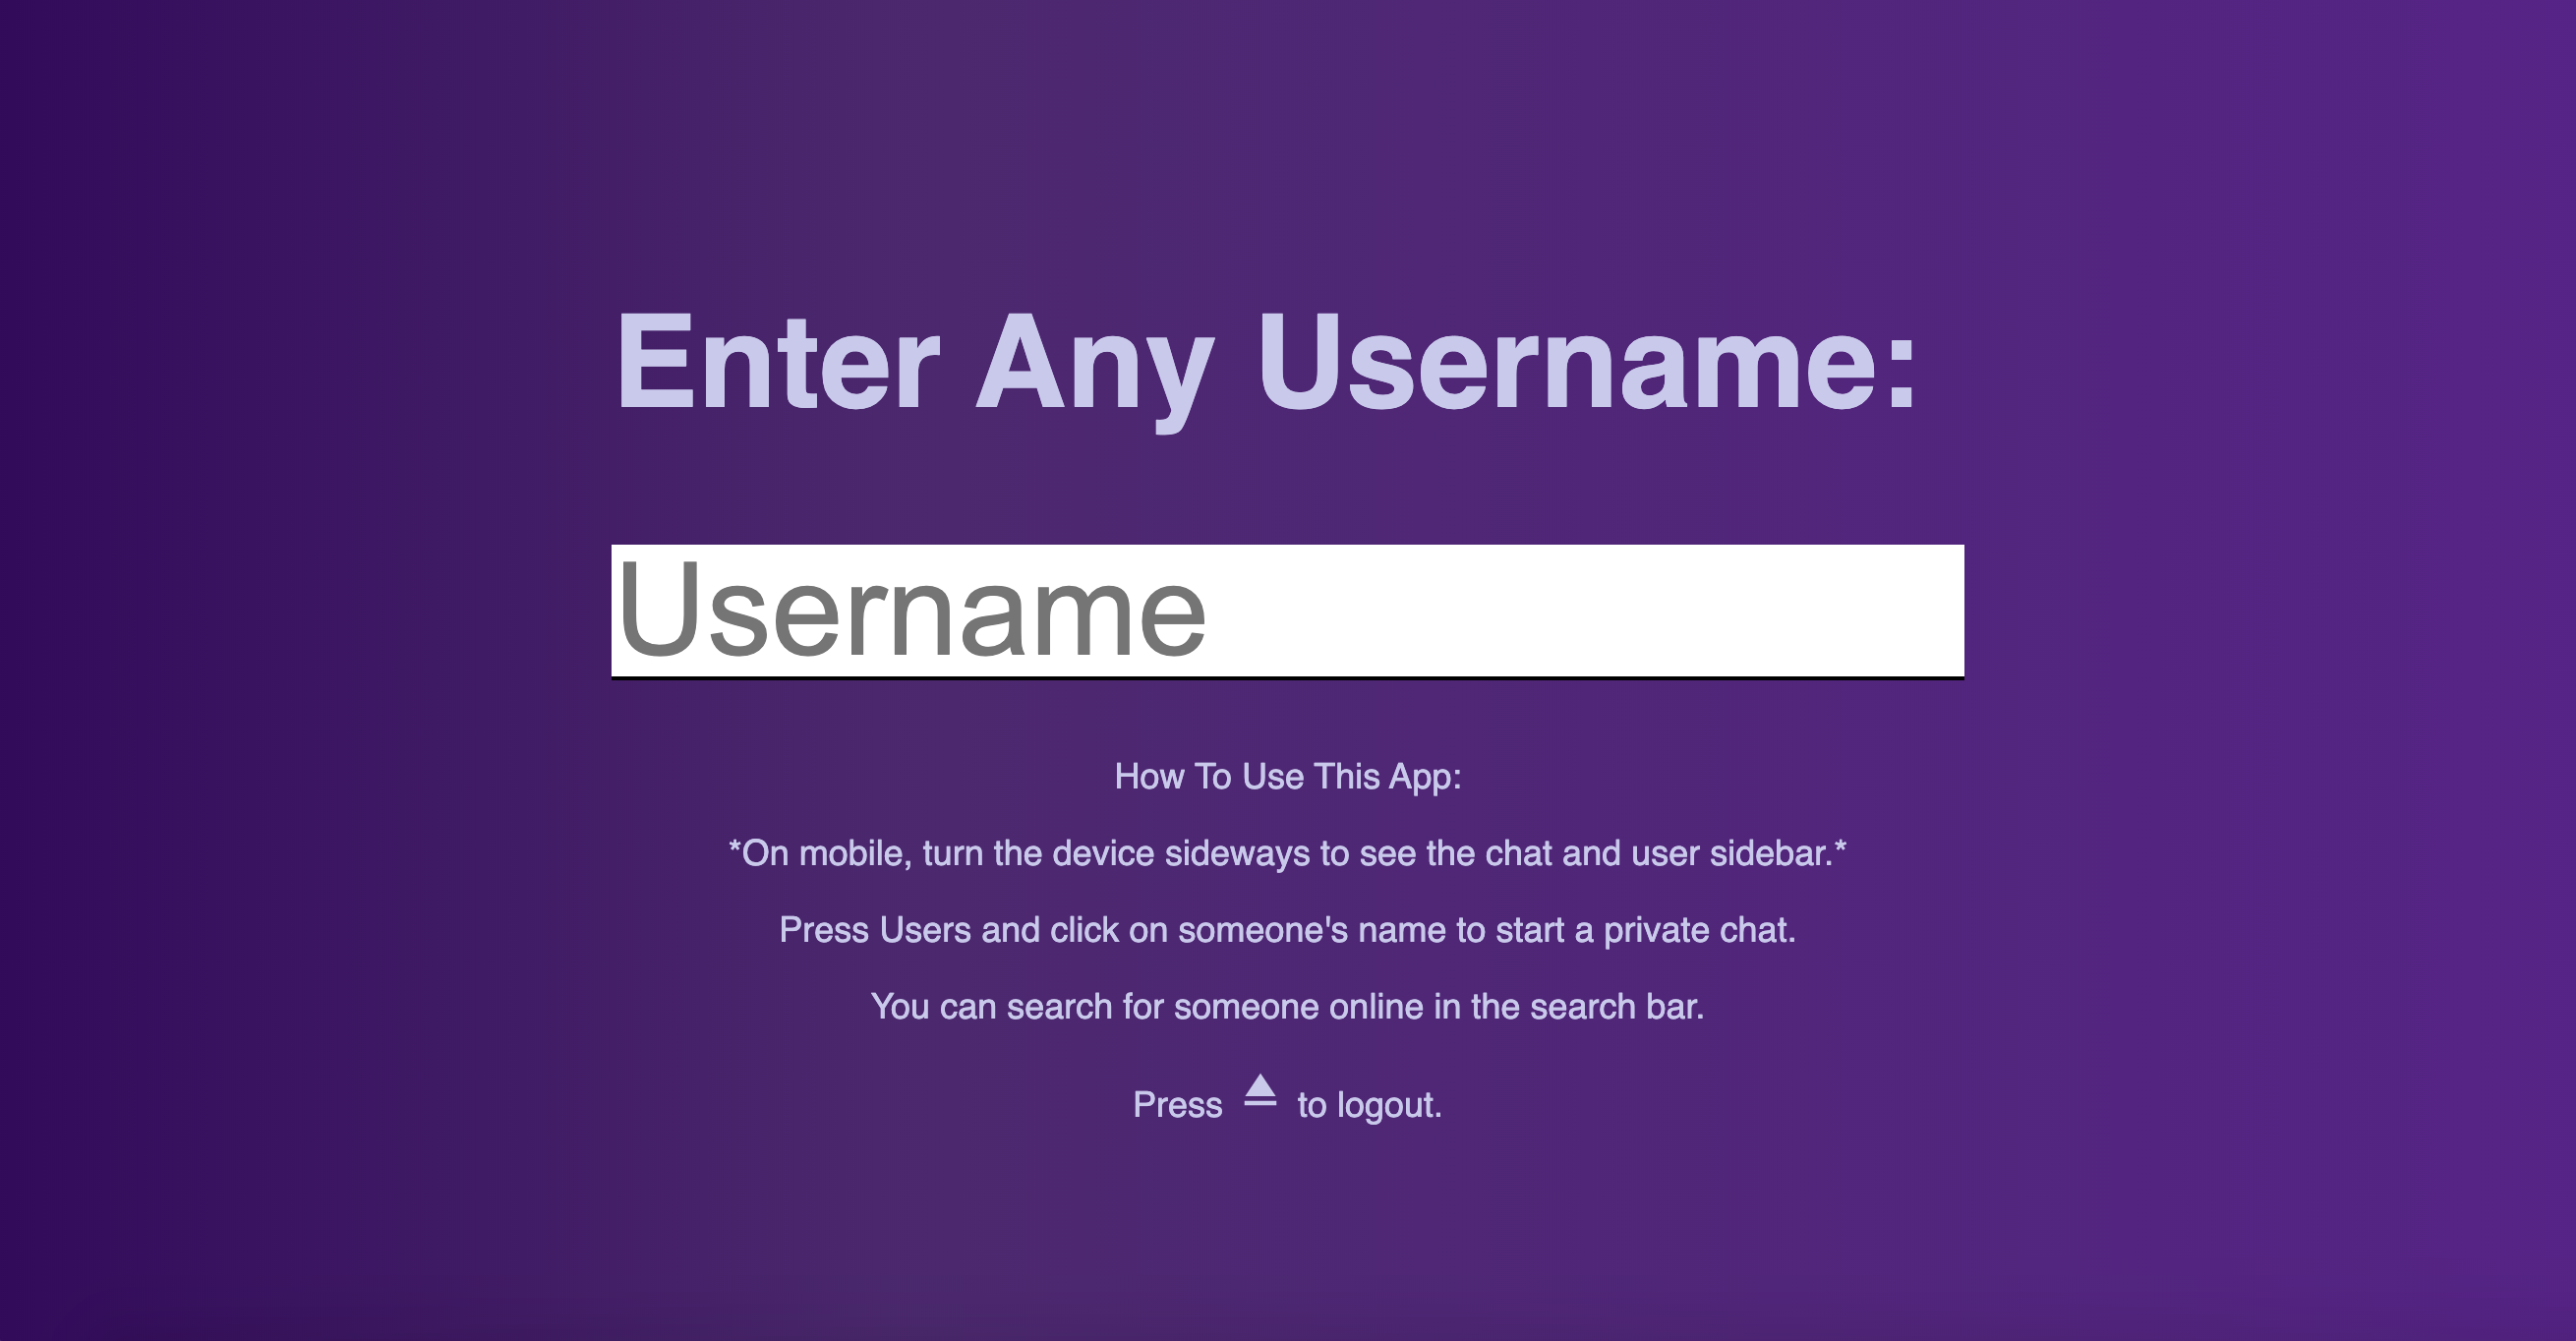 Enter Any Username:
Username
How To Use This App:
*On mobile, turn the device sideways to see the chat and user sidebar.*
Press Users and click on someone's name to start a private chat.
You can search for someone online in the search bar.
Press ⏏ to logout.